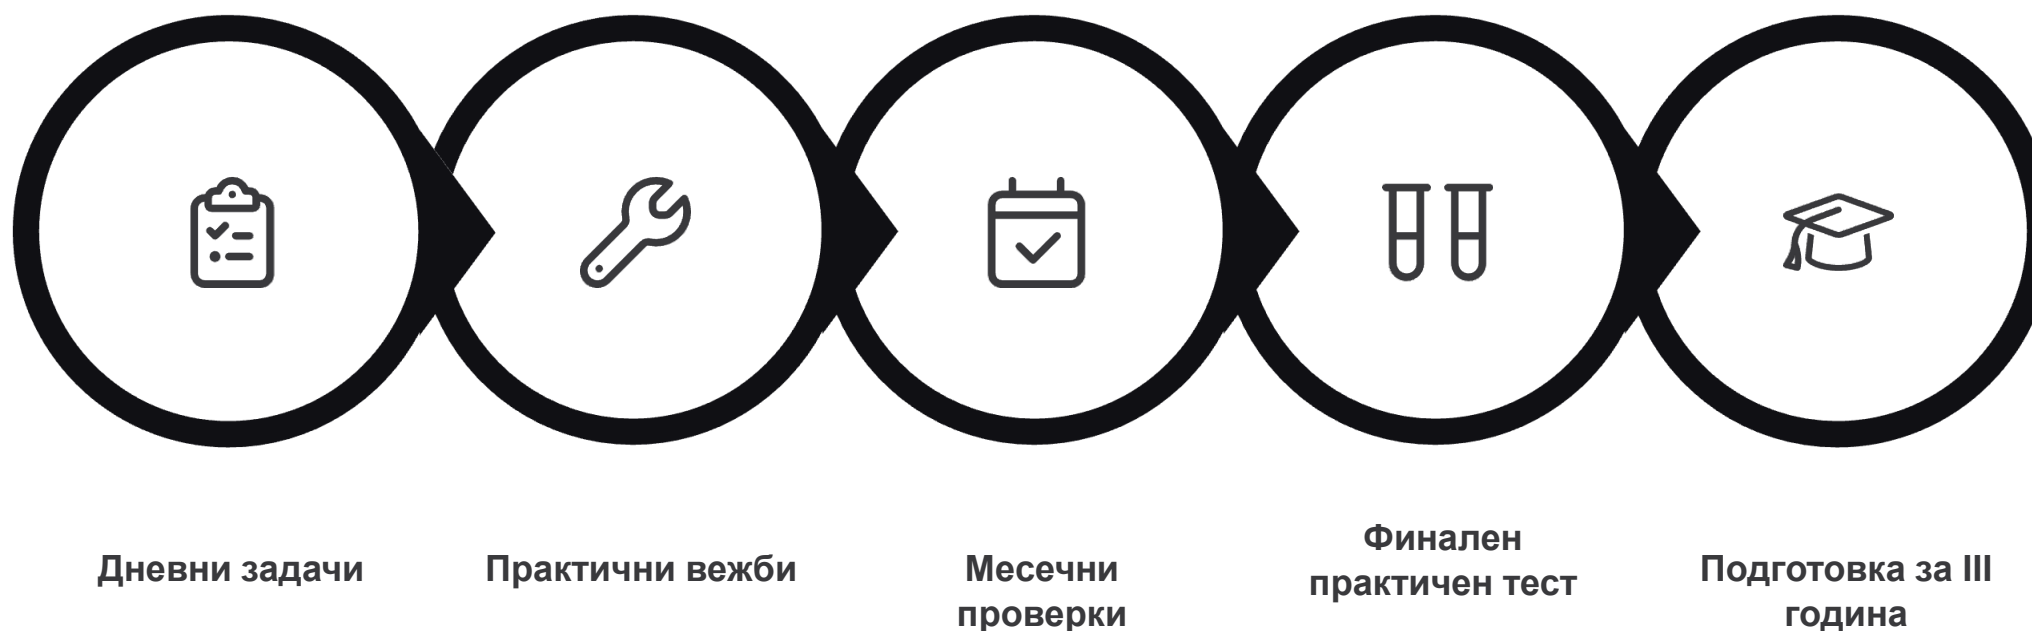 Дневни задачи
Практични вежби
Месечни
проверки
Финален
практичен тест
Подготовка за III
година